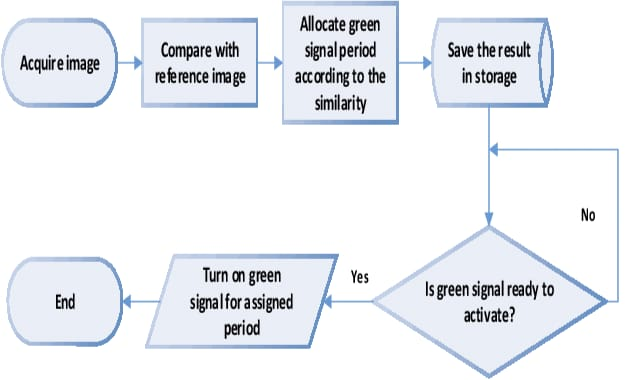 Acquire image
Compare with
reference image
Allocate green
signal period
according to the
similarity
Save the result
in storage
No
Is green signal ready to
activate?
Yes
Turn on green
signal for assigned
period
End